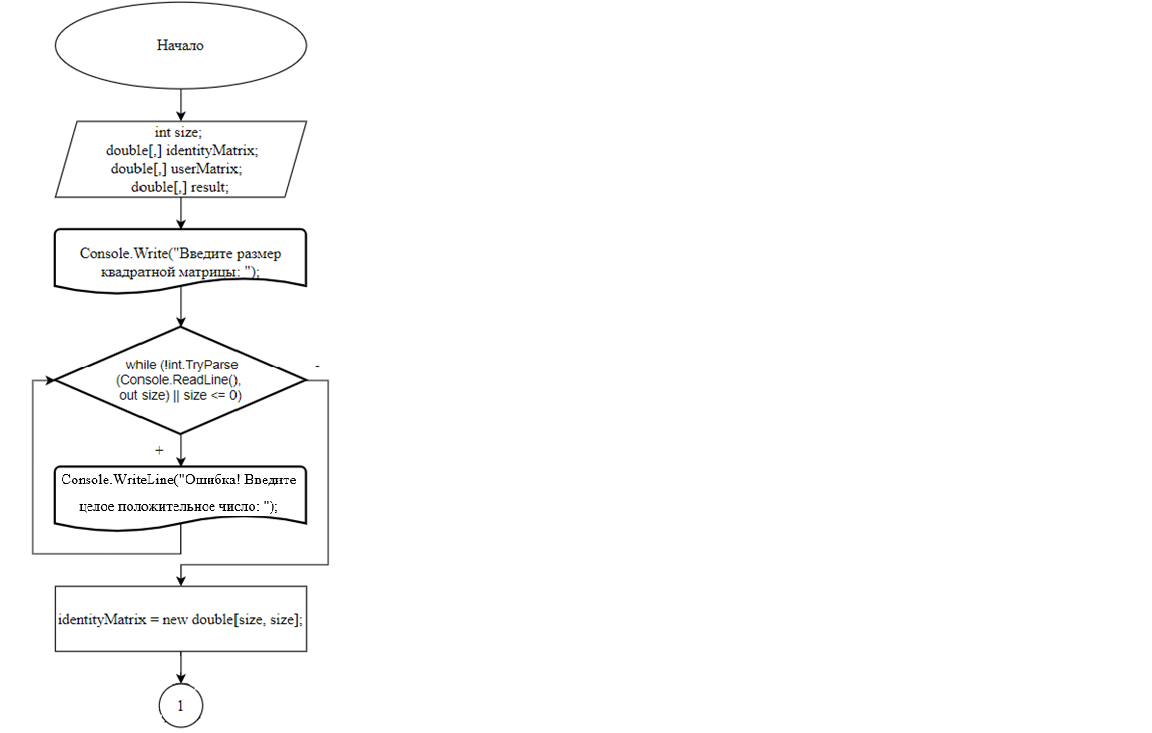 Начало
int size;
double[,] identityMatrix;
double[,] userMatrix;
double[,] result;
Console.Write("Введите размер
квадратной матрицы: ");
while (!int.TryParse
(Console.ReadLine(),
out size) || size <= 0)
-
+
Console.WriteLine("Ошибка! Введите
целое положительное число: ");
identityMatrix = new double[size, size];
1